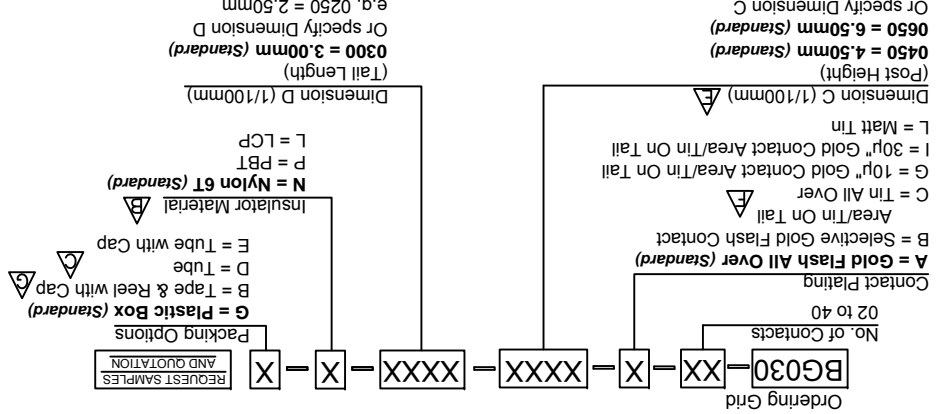 Ordering Grid
BG030 — XX — X — XXXX — XXXX — X — X
REQUEST SAMPLES
AND QUOTATION
No. of Contacts
02 to 40
Contact Plating
A = Gold Flash All Over (Standard)
B = Selective Gold Flash Contact
Area/Tin On Tail
C = Tin All Over
F
G = 10µ" Gold Contact Area/Tin On Tail
I = 30µ" Gold Contact Area/Tin On Tail
L = Matt Tin
Dimension C (1/100mm)
E
(Post Height)
0450 = 4.50mm (Standard)
0650 = 6.50mm (Standard)
Or specify Dimension C
Packing Options
G = Plastic Box (Standard)
B = Tape & Reel with Cap
G
D = Tube
C
E = Tube with Cap
Insulator Material
B
N = Nylon 6T (Standard)
P = PBT
L = LCP
Dimension D (1/100mm)
(Tail Length)
0300 = 3.00mm (Standard)
Or specify Dimension D
e.g. 0250 = 2.50mm